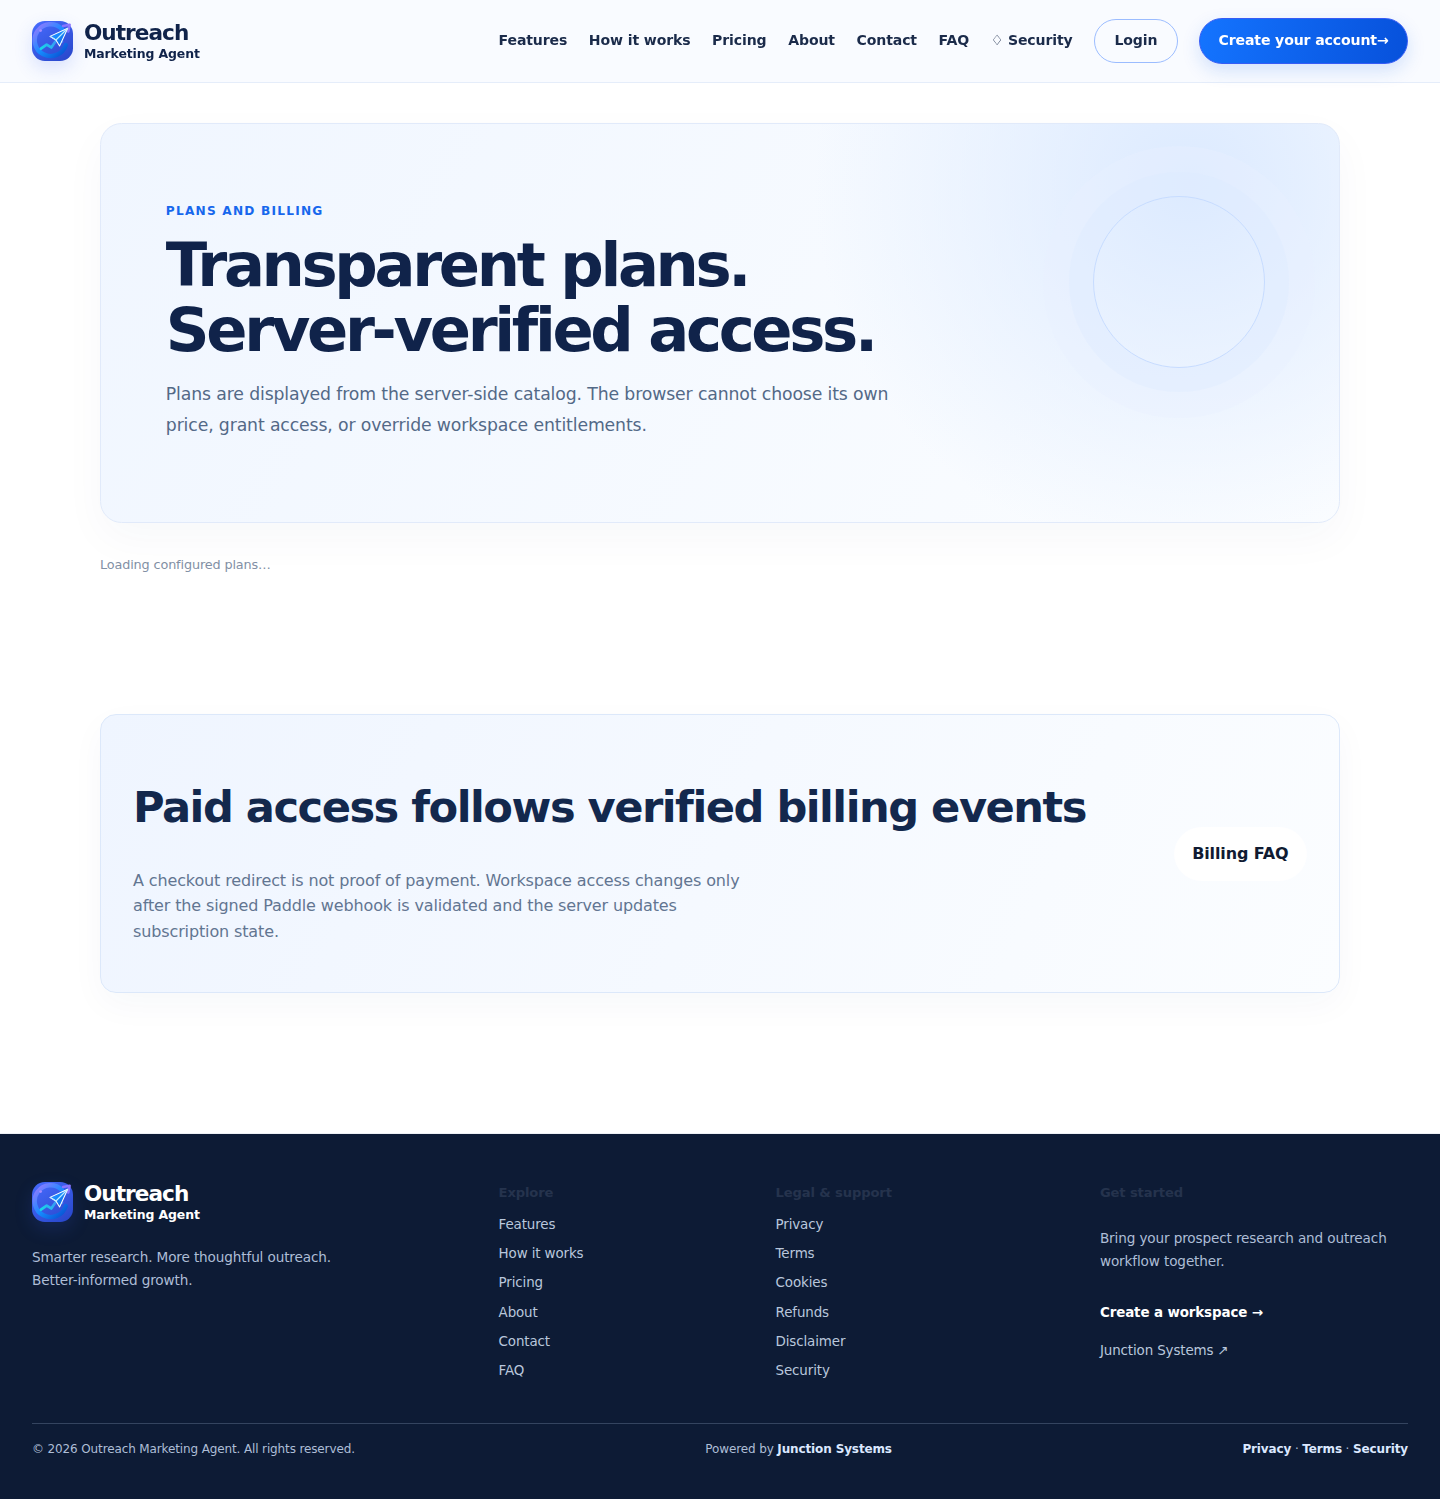 Outreach
Marketing Agent
Features
How it works
Pricing
About
Contact
FAQ
♢ Security
Login
Create your account→
PLANS AND BILLING
Transparent plans.
Server-verified access.
Plans are displayed from the server-side catalog. The browser cannot choose its own
price, grant access, or override workspace entitlements.
Loading configured plans…
Paid access follows verified billing events
A checkout redirect is not proof of payment. Workspace access changes only
after the signed Paddle webhook is validated and the server updates
subscription state.
Billing FAQ
Outreach
Marketing Agent
Smarter research. More thoughtful outreach.
Better-informed growth.
Explore
Features
How it works
Pricing
About
Contact
FAQ
Legal & support
Privacy
Terms
Cookies
Refunds
Disclaimer
Security
Get started
Bring your prospect research and outreach
workflow together.
Create a workspace →
Junction Systems ↗
© 2026 Outreach Marketing Agent. All rights reserved.
Powered by Junction Systems
Privacy · Terms · Security